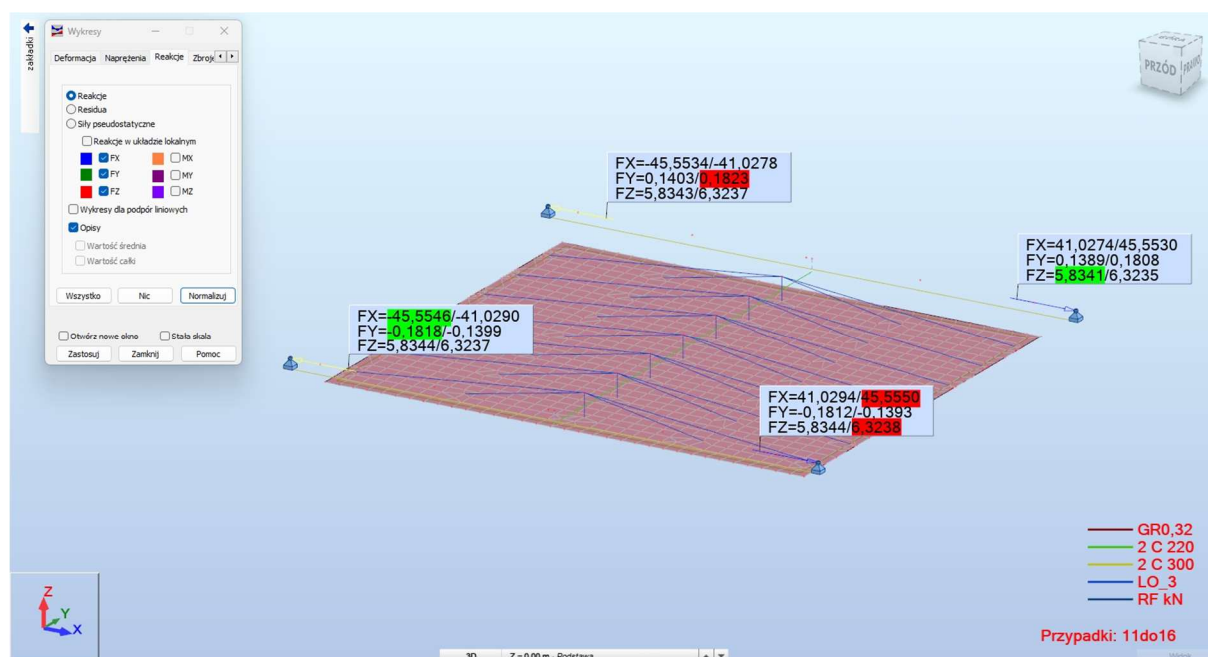 zakładki
Wykresy
Deformacja Naprężenia Reakcje Zbroje
Reakcje
Residua
Siły pseudostatyczne
Reakcje w układzie lokalnym
FX MX
FY MY
FZ MZ
Wykresy dla podpór liniowych
Opisy
Wartość średnia
Wartość całki
Wszystko Nic Normalizuj
Otwórz nowe okno Stała skala
Zastosuj Zamknij Pomoc
PRZÓD PRAWO
FX=-45,5534/-41,0278
FY=0,1403/0,1823
FZ=5,8343/6,3237
FX=41,0274/45,5530
FY=0,1389/0,1808
FZ=5,8341/6,3235
FX=-45,5546/-41,0290
FY=-0,1818/-0,1399
FZ=5,8344/6,3237
FX=41,0294/45,5550
FY=-0,1812/-0,1393
FZ=5,8344/6,3238
GR0,32
2 C 220
2 C 300
LO_3
RF kN
Przypadki: 11do16
Z
Y
X
3D Z = 0,00 m - Podstawa